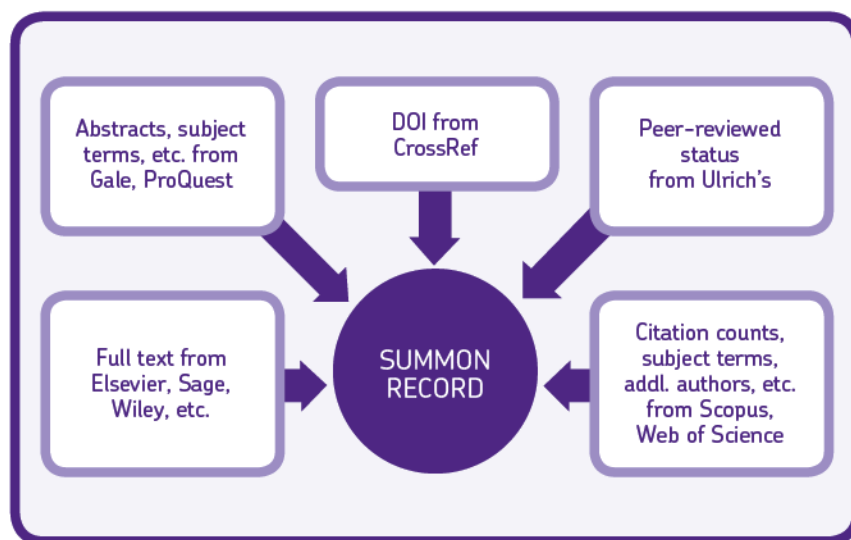 Abstracts, subject
terms, etc. from
Gale, ProQuest
DOI from
CrossRef
Peer-reviewed
status
from Ulrich's
Full text from
Elsevier, Sage,
Wiley, etc.
SUMMON
RECORD
Citation counts,
subject terms,
addl. authors, etc.
from Scopus,
Web of Science